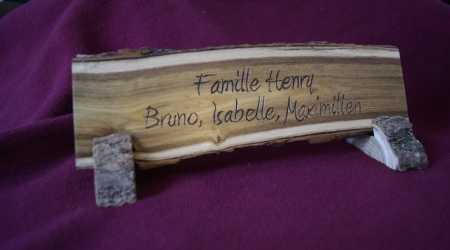 Famille Henry
Bruno, Isabelle, Maximilien